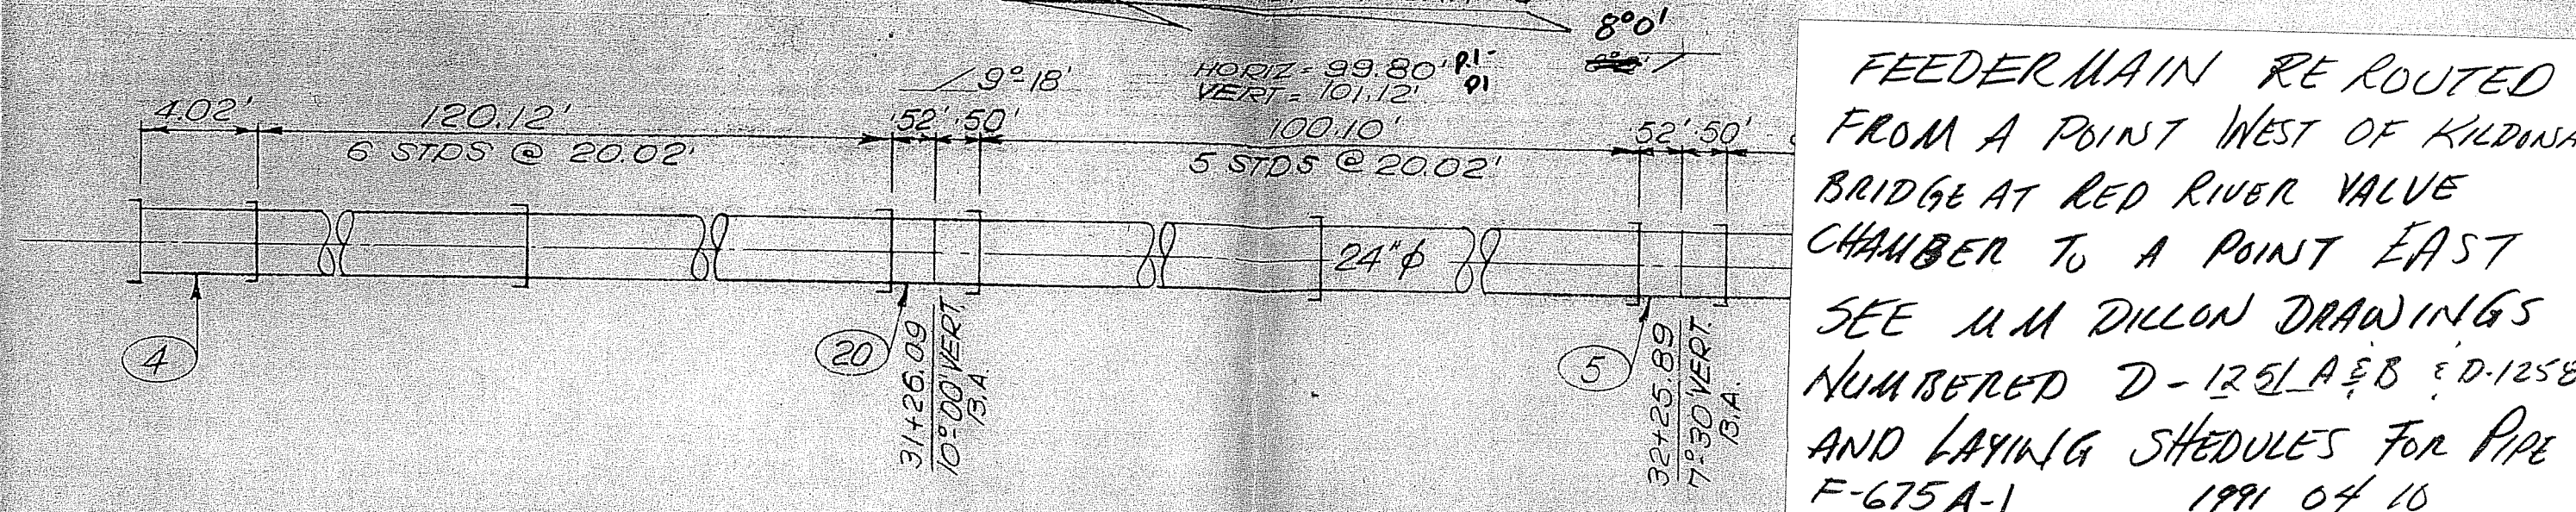 8°0'
HORIZ = 99.80' P.I-
VERT = 101.12' PI
9°-18'
4.02'
120.12'
6 STDS @ 20.02'
.52' .50'
100.10'
5 STDS @ 20.02'
.52' .50'
24"φ
4
20
31+26.09
10°-00' VERT.
B.A.
5
32+25.89
7°-30' VERT.
B.A.
FEEDERMAIN RE ROUTED
FROM A POINT WEST OF KILDONA
BRIDGE AT RED RIVER VALVE
CHAMBER TO A POINT EAST
SEE MM DILLON DRAWINGS
NUMBERED D-1251 A & B & D-1258
AND LAYING SHEDULES FOR PIPE
F-675A-1 1991 04 10